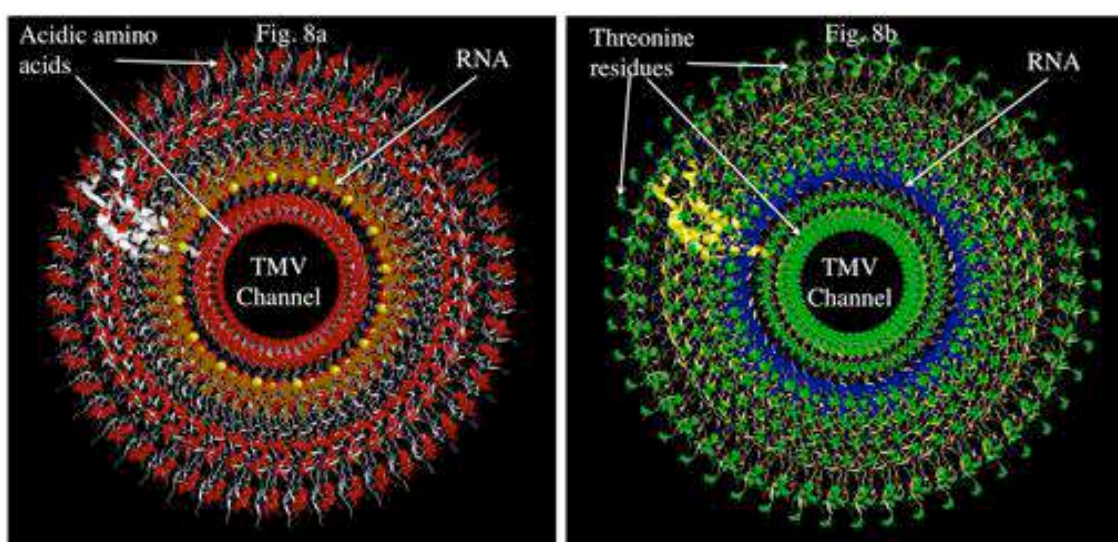 Fig. 8a
Acidic amino
acids
RNA
TMV
Channel
Fig. 8b
Threonine
residues
RNA
TMV
Channel